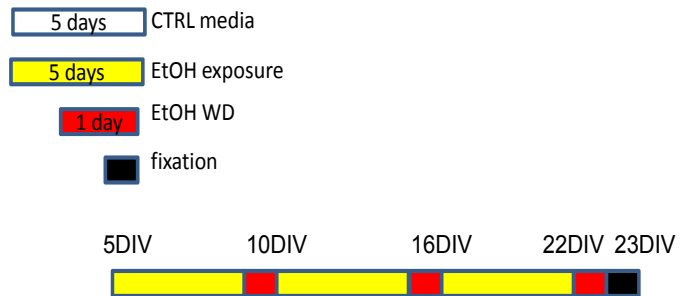 5 days CTRL media
5 days EtOH exposure
1 day EtOH WD
fixation
5DIV 10DIV 16DIV 22DIV 23DIV